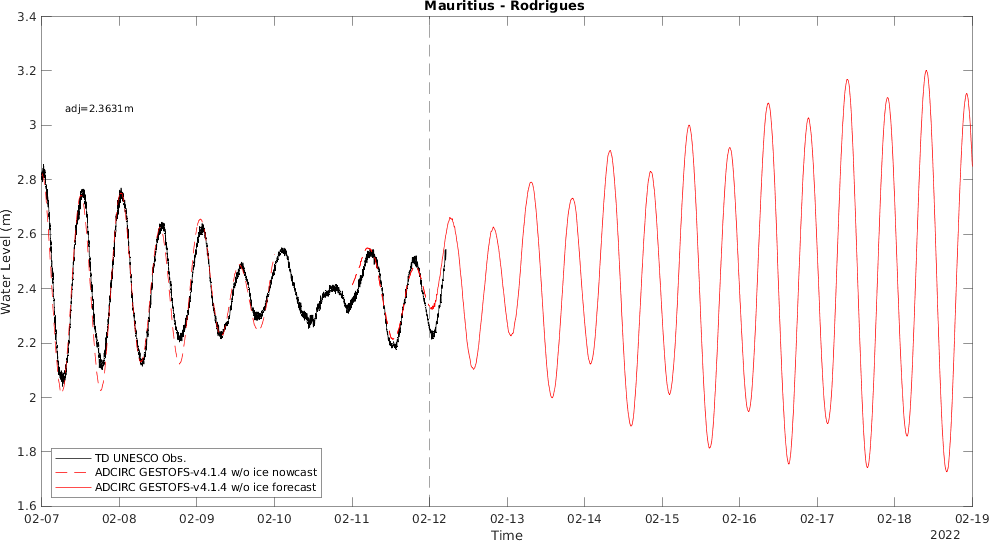 Mauritius - Rodrigues
3.4
3.2
3
2.8
2.6
2.4
2.2
2
1.8
1.6
Water Level (m)
adj=2.3631m
TD UNESCO Obs.
ADCIRC GESTOFS-v4.1.4 w/o ice nowcast
ADCIRC GESTOFS-v4.1.4 w/o ice forecast
02-07 02-08 02-09 02-10 02-11 02-12 02-13 02-14 02-15 02-16 02-17 02-18 02-19
Time
2022